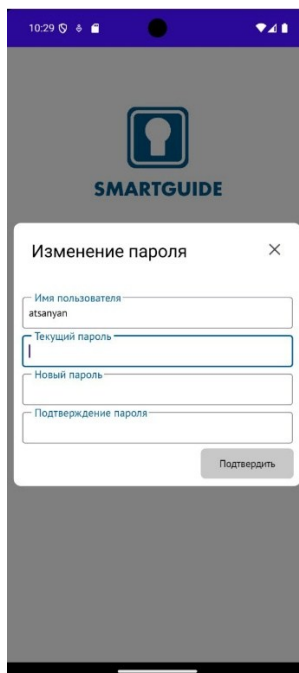 10:29
SMARTGUIDE
Изменение пароля
Имя пользователя
atsanyan
Текущий пароль
Новый пароль
Подтверждение пароля
Подтвердить